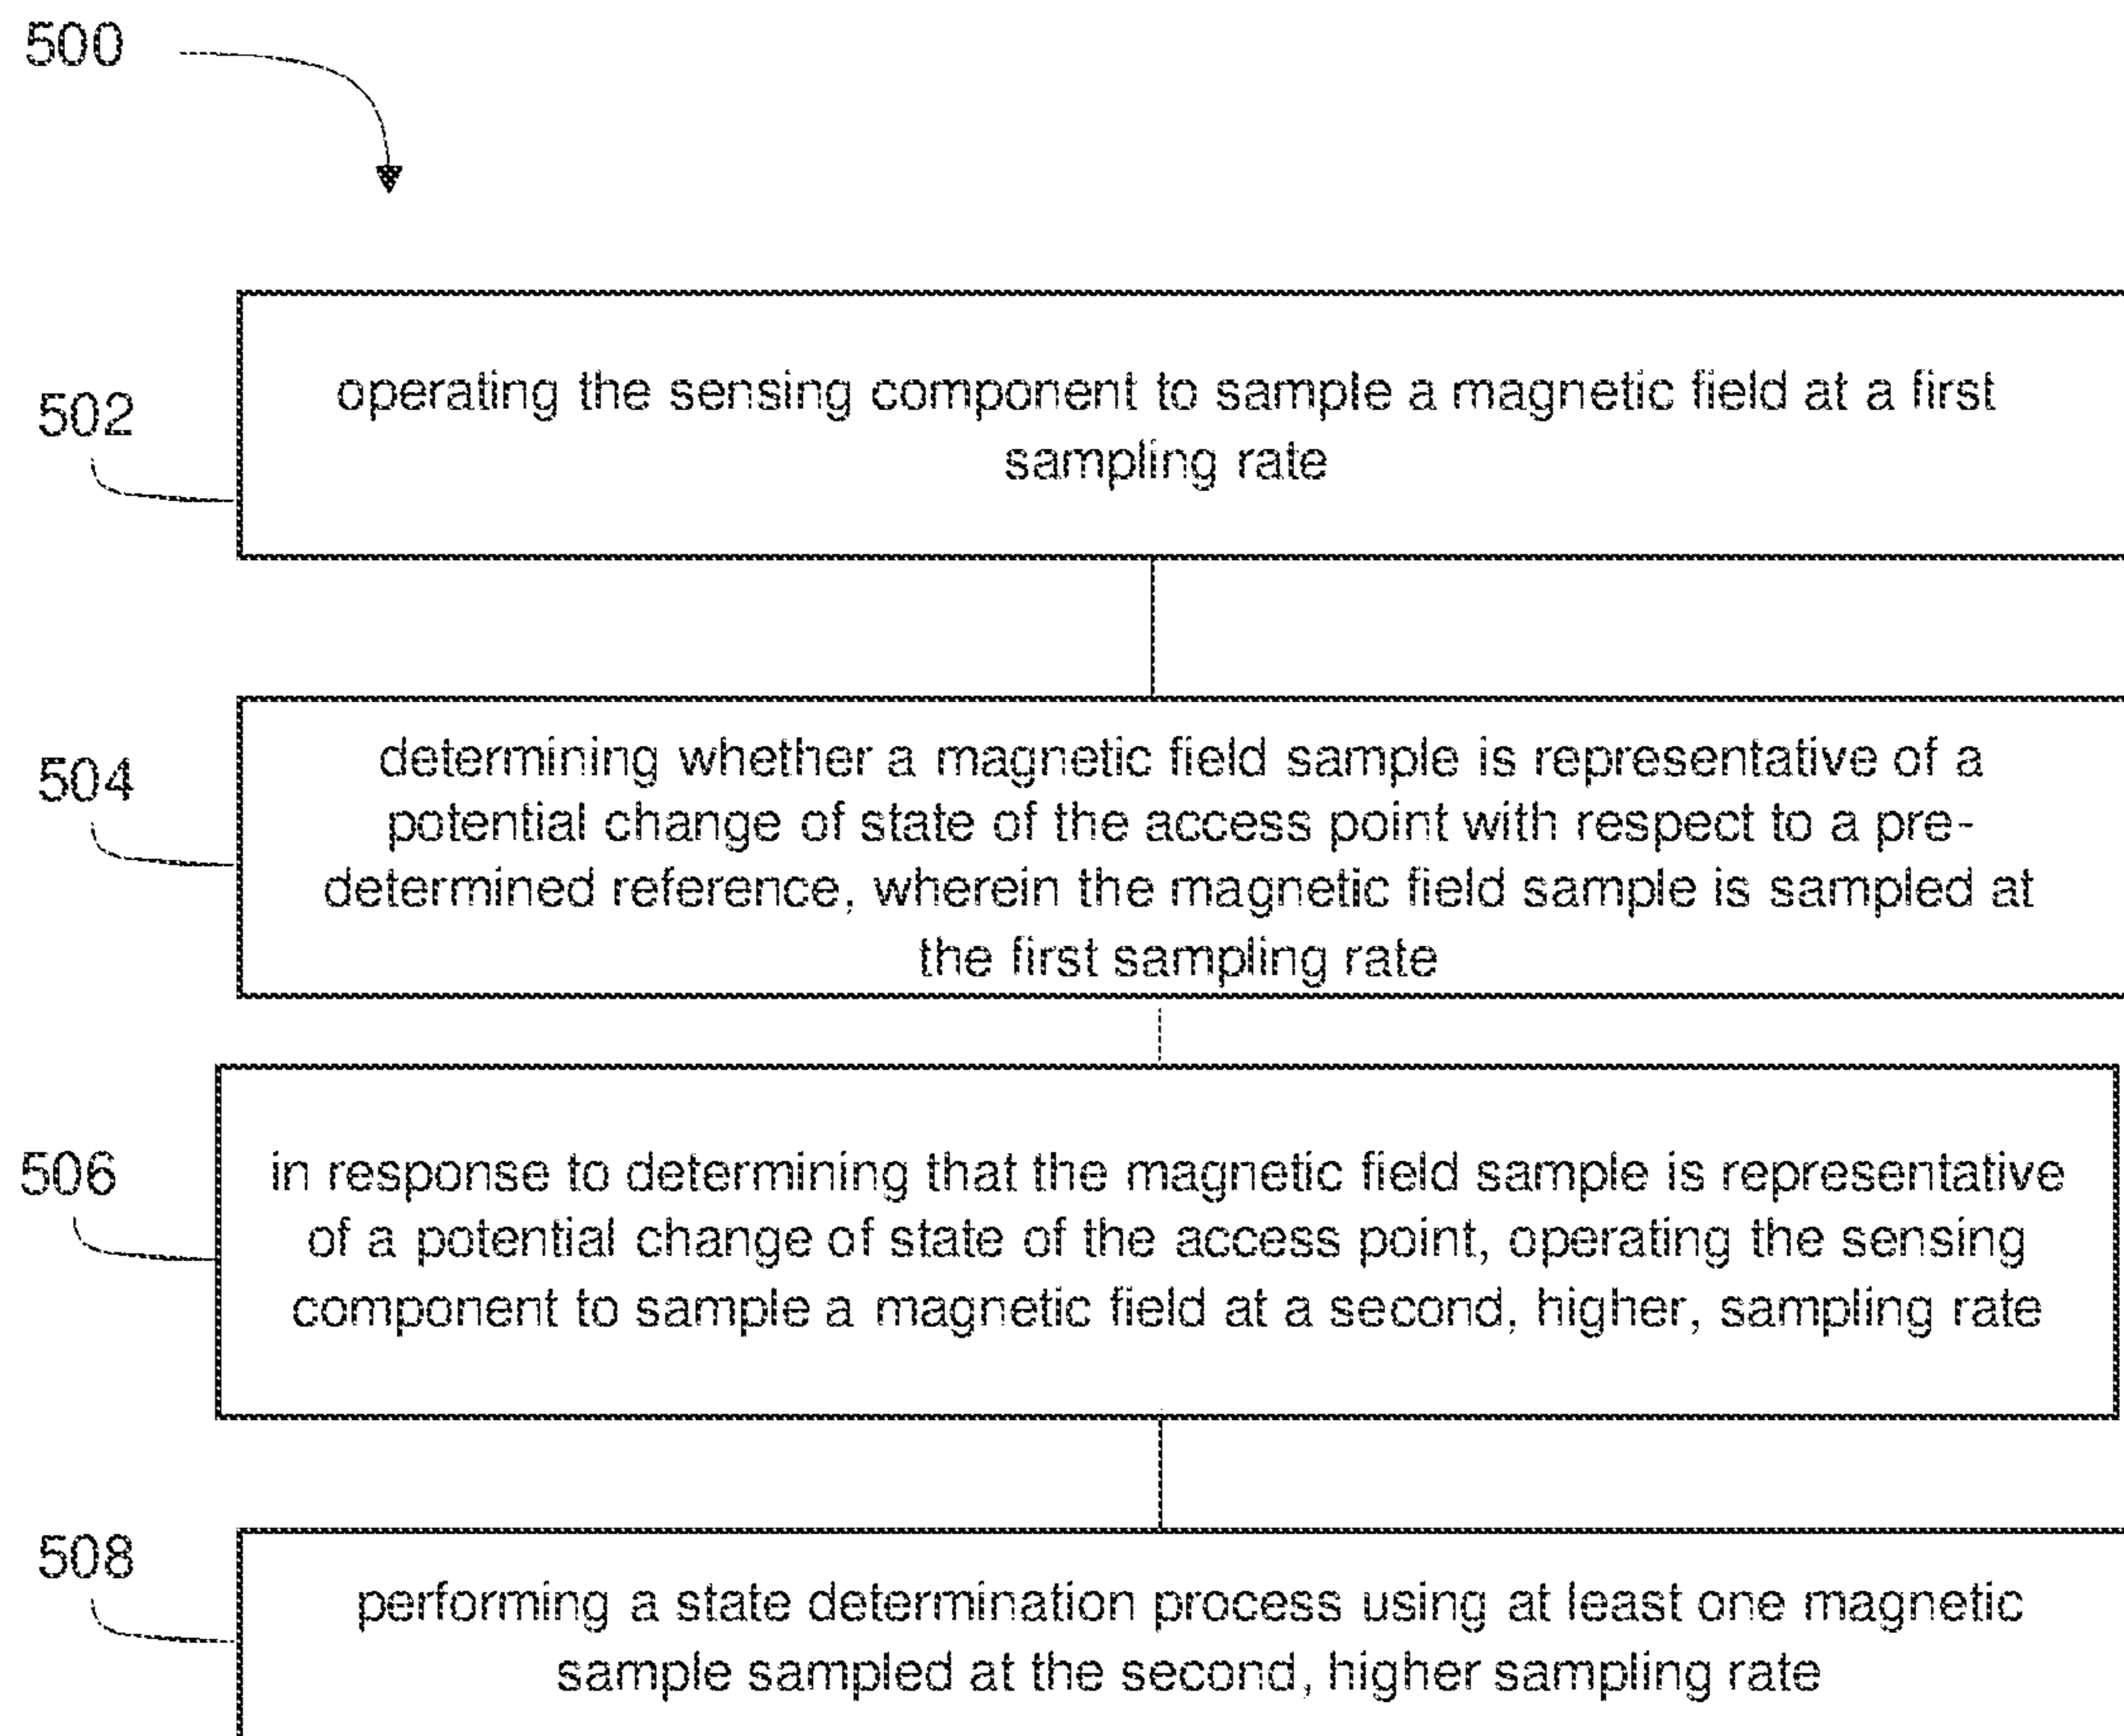 500
502
operating the sensing component to sample a magnetic field at a first
sampling rate
504
determining whether a magnetic field sample is representative of a
potential change of state of the access point with respect to a pre-
determined reference, wherein the magnetic field sample is sampled at
the first sampling rate
506
in response to determining that the magnetic field sample is representative
of a potential change of state of the access point, operating the sensing
component to sample a magnetic field at a second, higher, sampling rate
508
performing a state determination process using at least one magnetic
sample sampled at the second, higher sampling rate